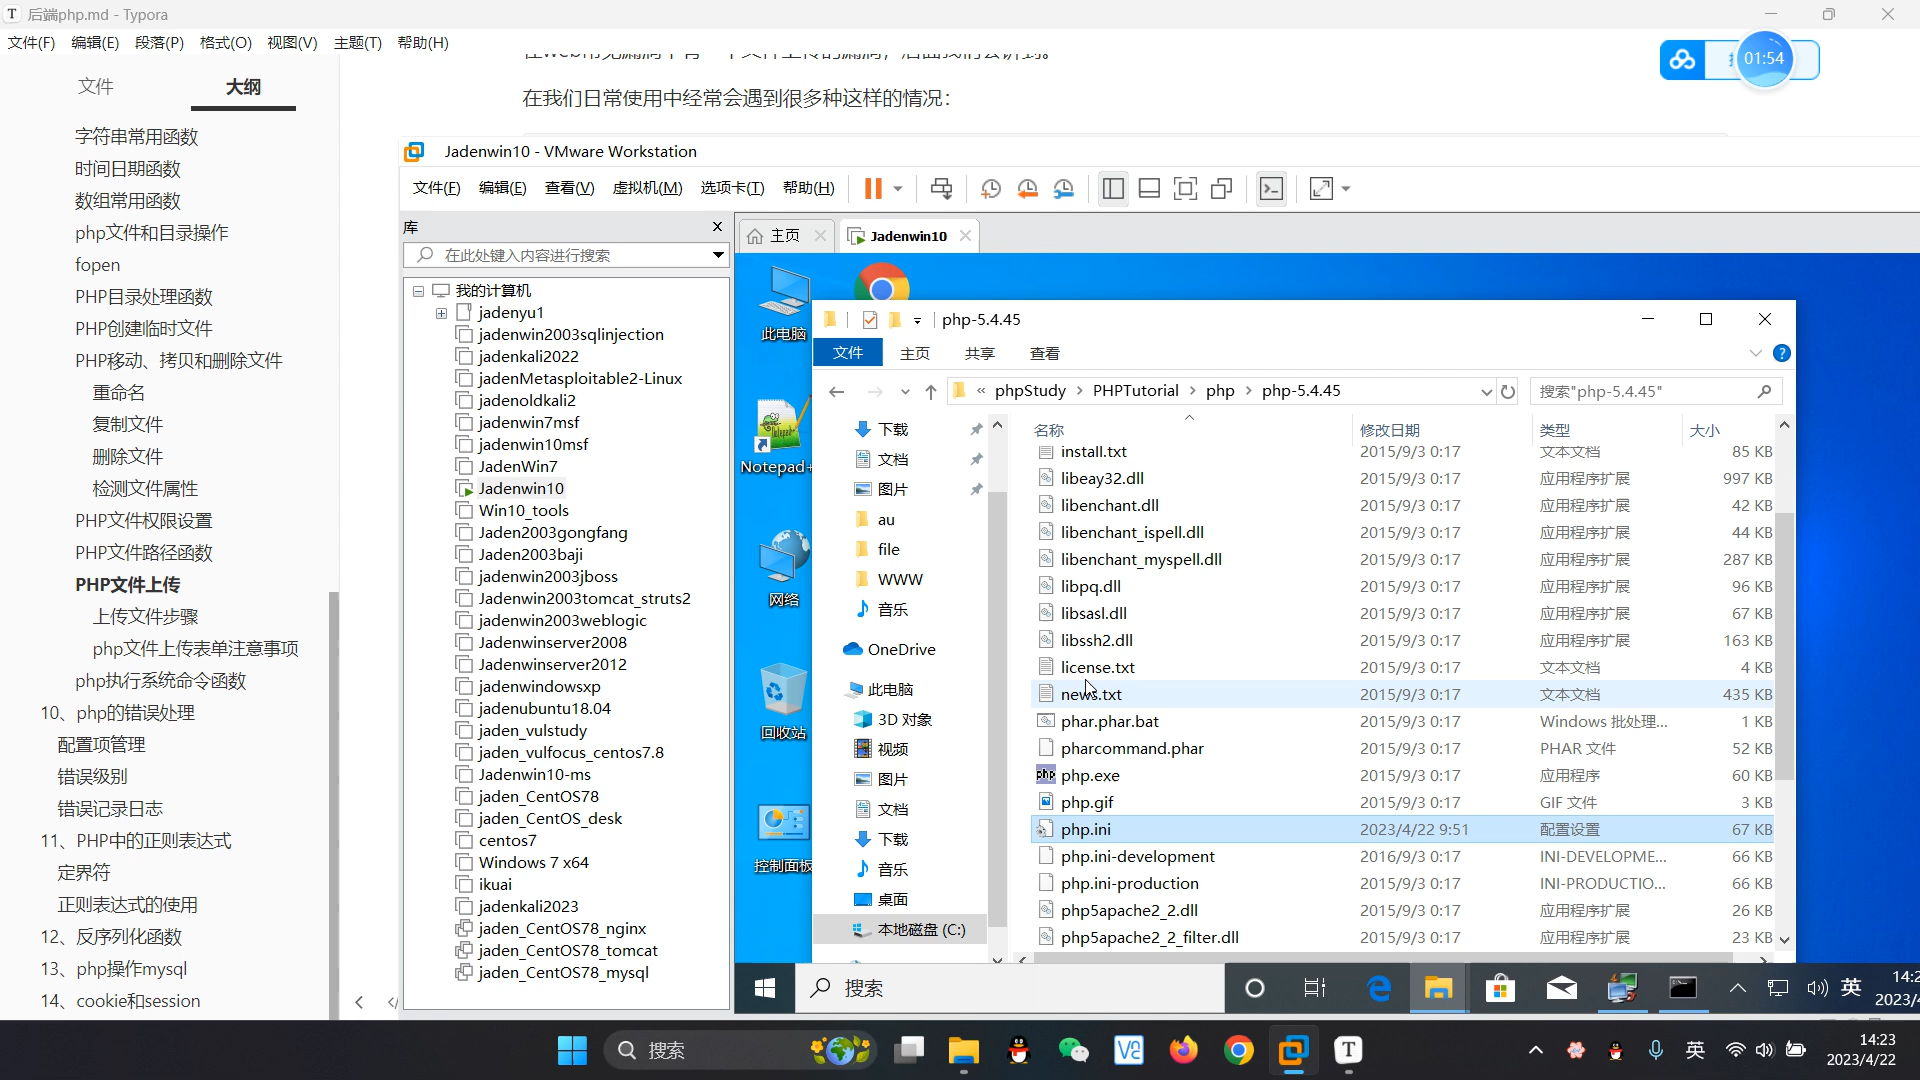 后端php.md - Typora
文件(F) 编辑(E) 段落(P) 格式(O) 视图(V) 主题(T) 帮助(H)
文件 大纲
字符串常用函数
时间日期函数
数组常用函数
php文件和目录操作
fopen
PHP目录处理函数
PHP创建临时文件
PHP移动、拷贝和删除文件
重命名
复制文件
删除文件
检测文件属性
PHP文件权限设置
PHP文件路径函数
PHP文件上传
上传文件步骤
php文件上传表单注意事项
php执行系统命令函数
10、php的错误处理
配置项管理
错误级别
错误记录日志
11、PHP中的正则表达式
定界符
正则表达式的使用
12、反序列化函数
13、php操作mysql
14、cookie和session
在我们日常使用中经常会遇到很多种这样的情况：
01:54
Jadenwin10 - VMware Workstation
文件(F) 编辑(E) 查看(V) 虚拟机(M) 选项卡(T) 帮助(H)
库
在此处键入内容进行搜索
我的计算机
jadenyu1
jadenwin2003sqlinjection
jadenkali2022
jadenMetasploitable2-Linux
jadenoldkali2
jadenwin7msf
jadenwin10msf
JadenWin7
Jadenwin10
Win10_tools
Jaden2003gongfang
Jaden2003baji
jadenwin2003jboss
Jadenwin2003tomcat_struts2
jadenwin2003weblogic
Jadenwinserver2008
Jadenwinserver2012
jadenwindowsxp
jadenubuntu18.04
jaden_vulstudy
jaden_vulfocus_centos7.8
Jadenwin10-ms
jaden_CentOS78
jaden_CentOS_desk
centos7
Windows 7 x64
ikuai
jadenkali2023
jaden_CentOS78_nginx
jaden_CentOS78_tomcat
jaden_CentOS78_mysql
主页 Jadenwin10
此电脑
Notepad+
网络
回收站
控制面板
php-5.4.45
文件 主页 共享 查看
« phpStudy › PHPTutorial › php › php-5.4.45
搜索"php-5.4.45"
下载
文档
图片
au
file
WWW
音乐
OneDrive
此电脑
3D 对象
视频
图片
文档
下载
音乐
桌面
本地磁盘 (C:)
名称 修改日期 类型 大小
install.txt 2015/9/3 0:17 文本文档 85 KB
libeay32.dll 2015/9/3 0:17 应用程序扩展 997 KB
libenchant.dll 2015/9/3 0:17 应用程序扩展 42 KB
libenchant_ispell.dll 2015/9/3 0:17 应用程序扩展 44 KB
libenchant_myspell.dll 2015/9/3 0:17 应用程序扩展 287 KB
libpq.dll 2015/9/3 0:17 应用程序扩展 96 KB
libsasl.dll 2015/9/3 0:17 应用程序扩展 67 KB
libssh2.dll 2015/9/3 0:17 应用程序扩展 163 KB
license.txt 2015/9/3 0:17 文本文档 4 KB
news.txt 2015/9/3 0:17 文本文档 435 KB
phar.phar.bat 2015/9/3 0:17 Windows 批处理... 1 KB
pharcommand.phar 2015/9/3 0:17 PHAR 文件 52 KB
php.exe 2015/9/3 0:17 应用程序 60 KB
php.gif 2015/9/3 0:17 GIF 文件 3 KB
php.ini 2023/4/22 9:51 配置设置 67 KB
php.ini-development 2016/9/3 0:17 INI-DEVELOPME... 66 KB
php.ini-production 2015/9/3 0:17 INI-PRODUCTIO... 66 KB
php5apache2_2.dll 2015/9/3 0:17 应用程序扩展 26 KB
php5apache2_2_filter.dll 2015/9/3 0:17 应用程序扩展 23 KB
搜索
英
14:2
2023/4
搜索
英
14:23
2023/4/22